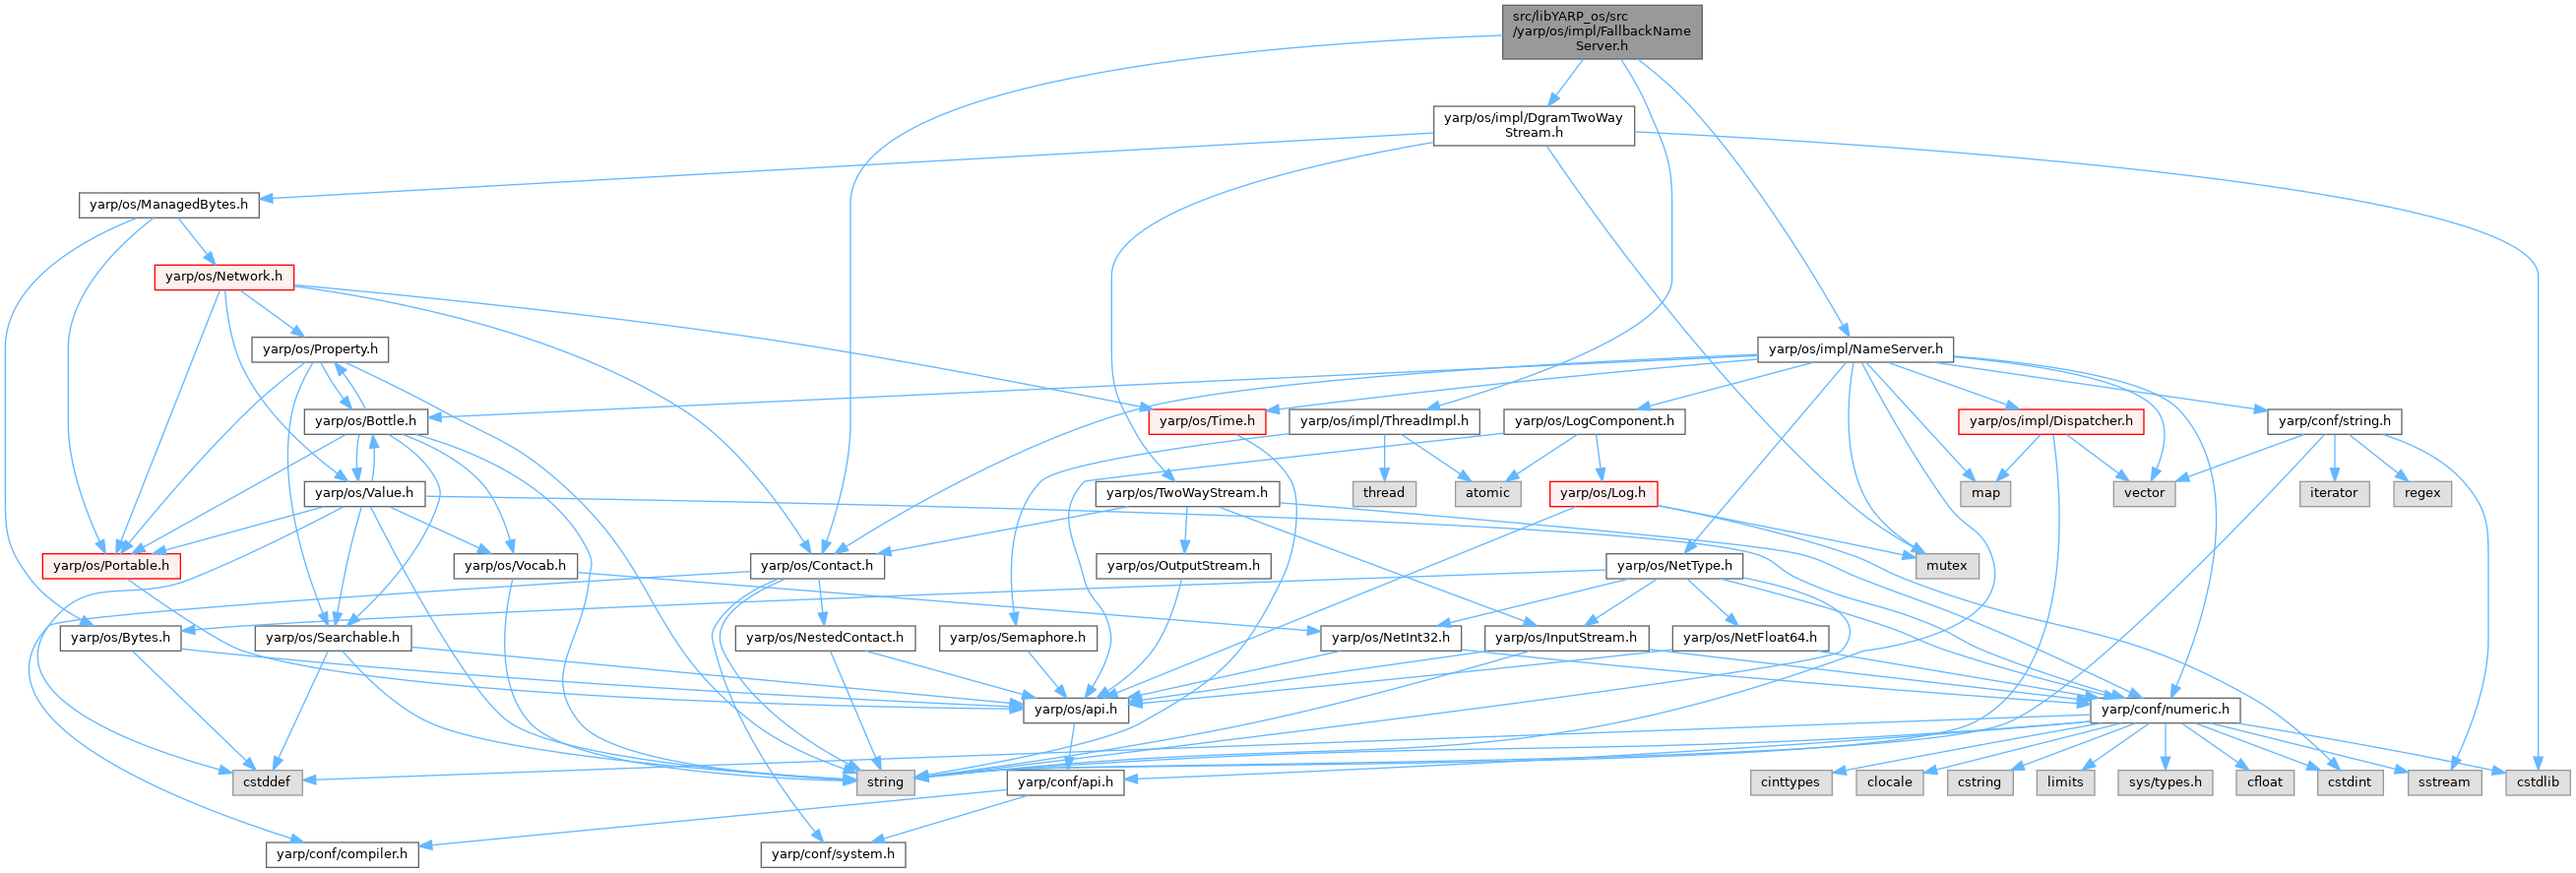 src/libYARP_os/src
/yarp/os/impl/FallbackName
Server.h
yarp/os/impl/DgramTwoWay
Stream.h
yarp/os/ManagedBytes.h
yarp/os/Network.h
yarp/os/Property.h
yarp/os/impl/NameServer.h
yarp/os/Bottle.h
yarp/os/Time.h
yarp/os/impl/ThreadImpl.h
yarp/os/LogComponent.h
yarp/os/impl/Dispatcher.h
yarp/conf/string.h
yarp/os/Value.h
yarp/os/TwoWayStream.h
thread
atomic
yarp/os/Log.h
map
vector
iterator
regex
yarp/os/Portable.h
yarp/os/Vocab.h
yarp/os/Contact.h
yarp/os/OutputStream.h
yarp/os/NetType.h
mutex
yarp/os/Bytes.h
yarp/os/Searchable.h
yarp/os/NestedContact.h
yarp/os/Semaphore.h
yarp/os/NetInt32.h
yarp/os/InputStream.h
yarp/os/NetFloat64.h
yarp/os/api.h
yarp/conf/numeric.h
cstddef
string
yarp/conf/api.h
cinttypes
clocale
cstring
limits
sys/types.h
cfloat
cstdint
sstream
cstdlib
yarp/conf/compiler.h
yarp/conf/system.h